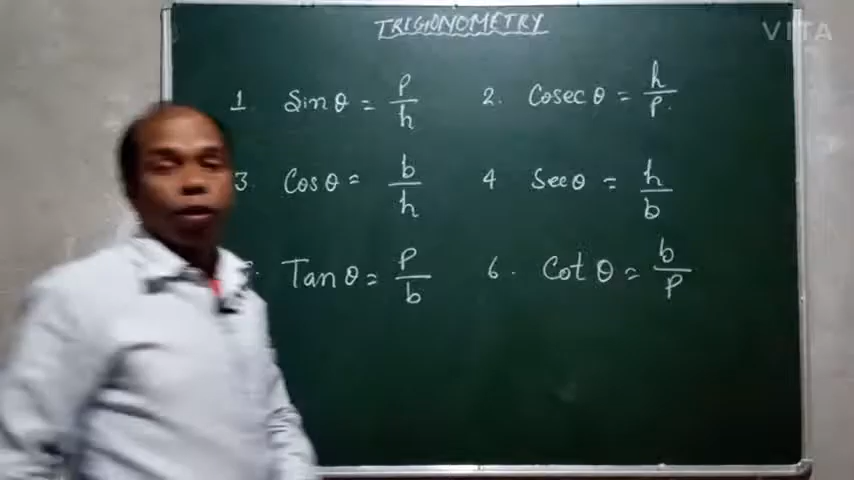 VITA
TRIGONOMETRY
1. Sin θ = p/h 2. Cosec θ = h/p.
3. Cos θ = b/h 4 Sec θ = h/b
Tan θ = p/b 6. Cot θ = b/p